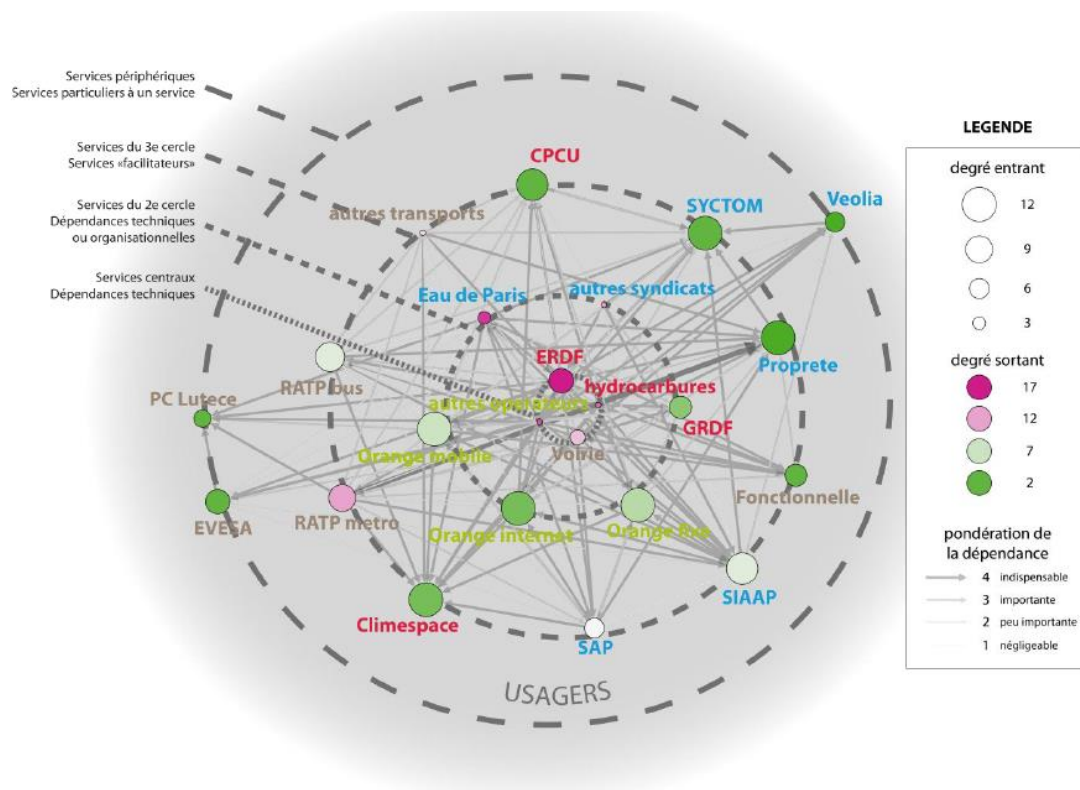 Services périphériques
Services particuliers à un service
Services du 3e cercle
Services «facilitateurs»
Services du 2e cercle
Dépendances techniques
ou organisationnelles
Services centraux
Dépendances techniques
CPCU
autres transports
SYCTOM
Veolia
Eau de Paris
autres syndicats
ERDF
Proprete
RATP bus
hydrocarbures
PC Lutece
autres operateurs
GRDF
Orange mobile
Voirie
EVESA
RATP metro
Fonctionnelle
Orange internet
Orange fixe
SIAAP
Climespace
SAP
USAGERS
LEGENDE
degré entrant
12
9
6
3
degré sortant
17
12
7
2
pondération de
la dépendance
4 indispensable
3 importante
2 peu importante
1 négligeable